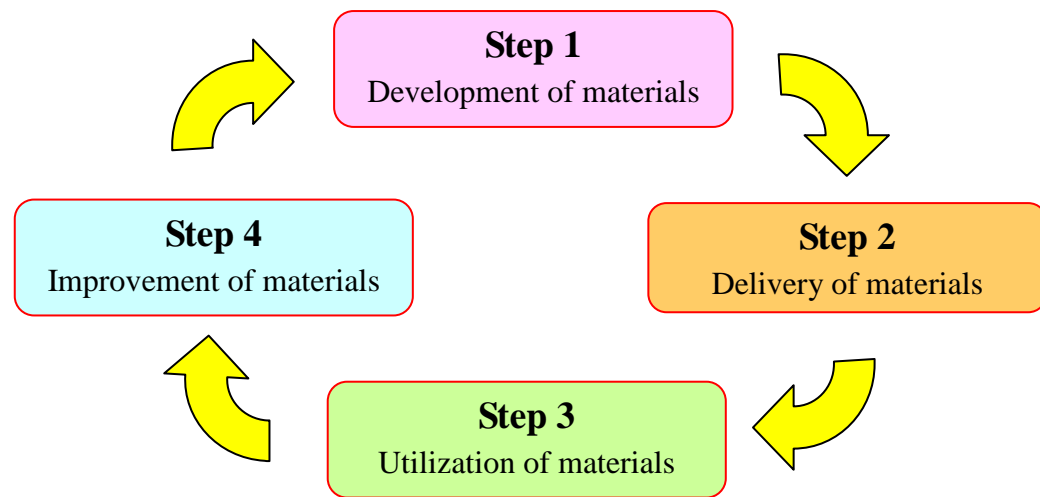 Step 1
Development of materials
Step 4
Improvement of materials
Step 2
Delivery of materials
Step 3
Utilization of materials